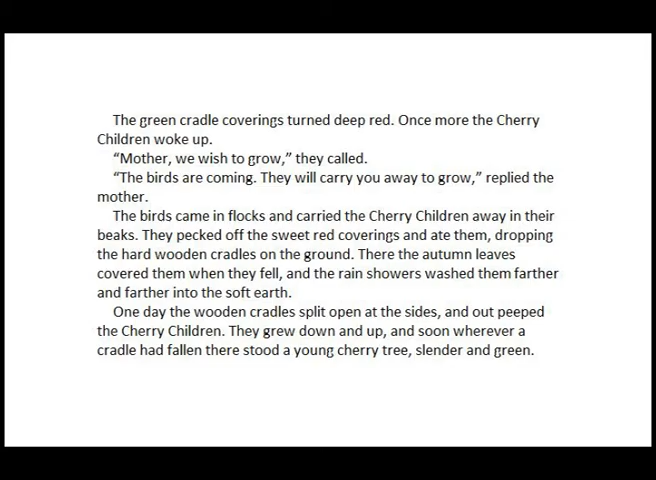 The green cradle coverings turned deep red. Once more the Cherry
Children woke up.
“Mother, we wish to grow,” they called.
“The birds are coming. They will carry you away to grow,” replied the
mother.
The birds came in flocks and carried the Cherry Children away in their
beaks. They pecked off the sweet red coverings and ate them, dropping
the hard wooden cradles on the ground. There the autumn leaves
covered them when they fell, and the rain showers washed them farther
and farther into the soft earth.
One day the wooden cradles split open at the sides, and out peeped
the Cherry Children. They grew down and up, and soon wherever a
cradle had fallen there stood a young cherry tree, slender and green.